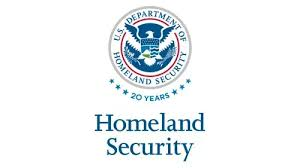 U.S. DEPARTMENT OF
HOMELAND SECURITY
20 YEARS
Homeland
Security